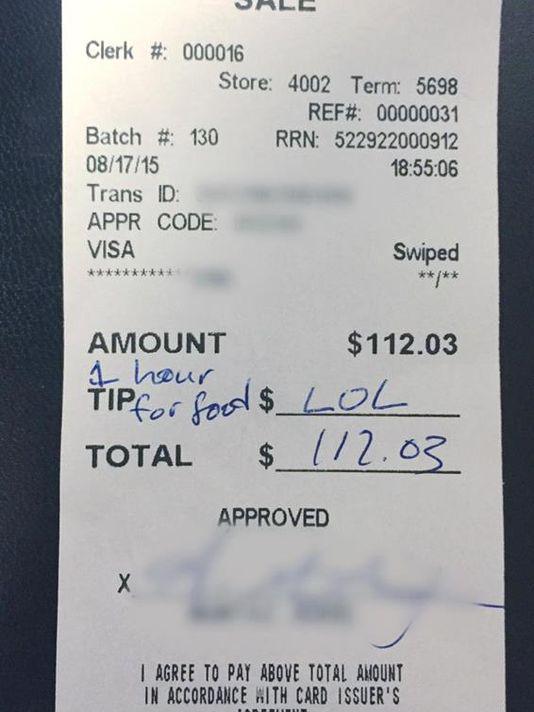 SALE
Clerk #: 000016
Store: 4002 Term: 5698
REF#: 00000031
Batch #: 130 RRN: 522922000912
08/17/15 18:55:06
Trans ID:
APPR CODE:
VISA Swiped
********** **/**
AMOUNT $112.03
1 hour
for food
TIP $ LOL
TOTAL $ 112.03
APPROVED
X
I AGREE TO PAY ABOVE TOTAL AMOUNT
IN ACCORDANCE WITH CARD ISSUER'S